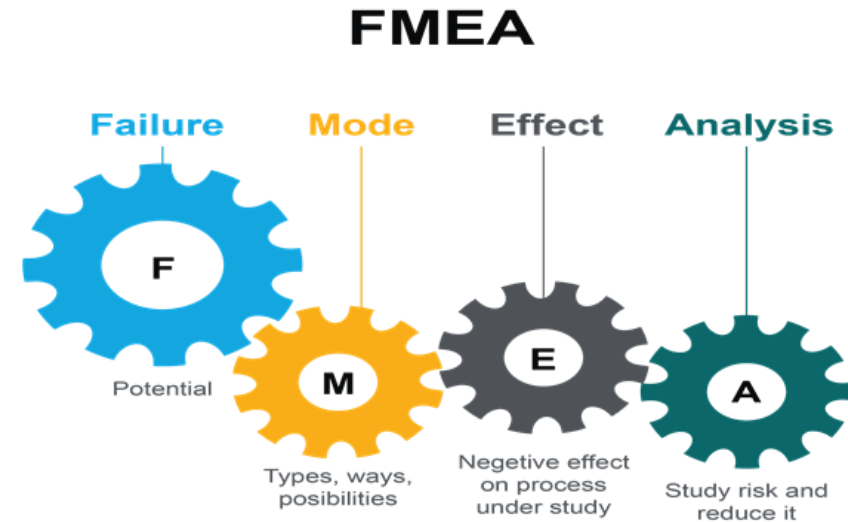 FMEA
Failure
Mode
Effect
Analysis
F
M
E
A
Potential
Types, ways,
posibilities
Negetive effect
on process
under study
Study risk and
reduce it